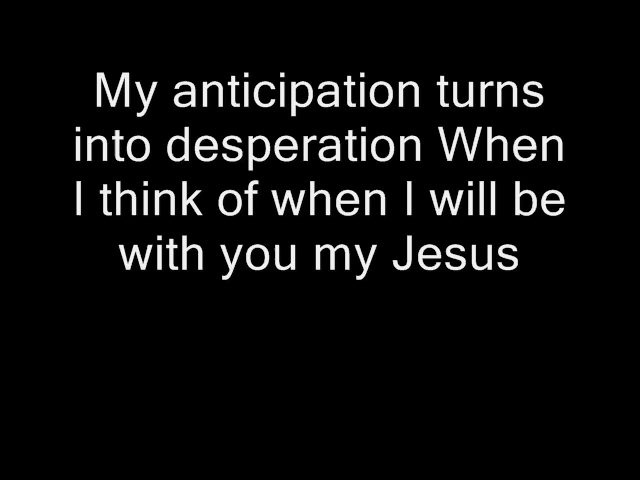 My anticipation turns
into desperation When
I think of when I will be
with you my Jesus